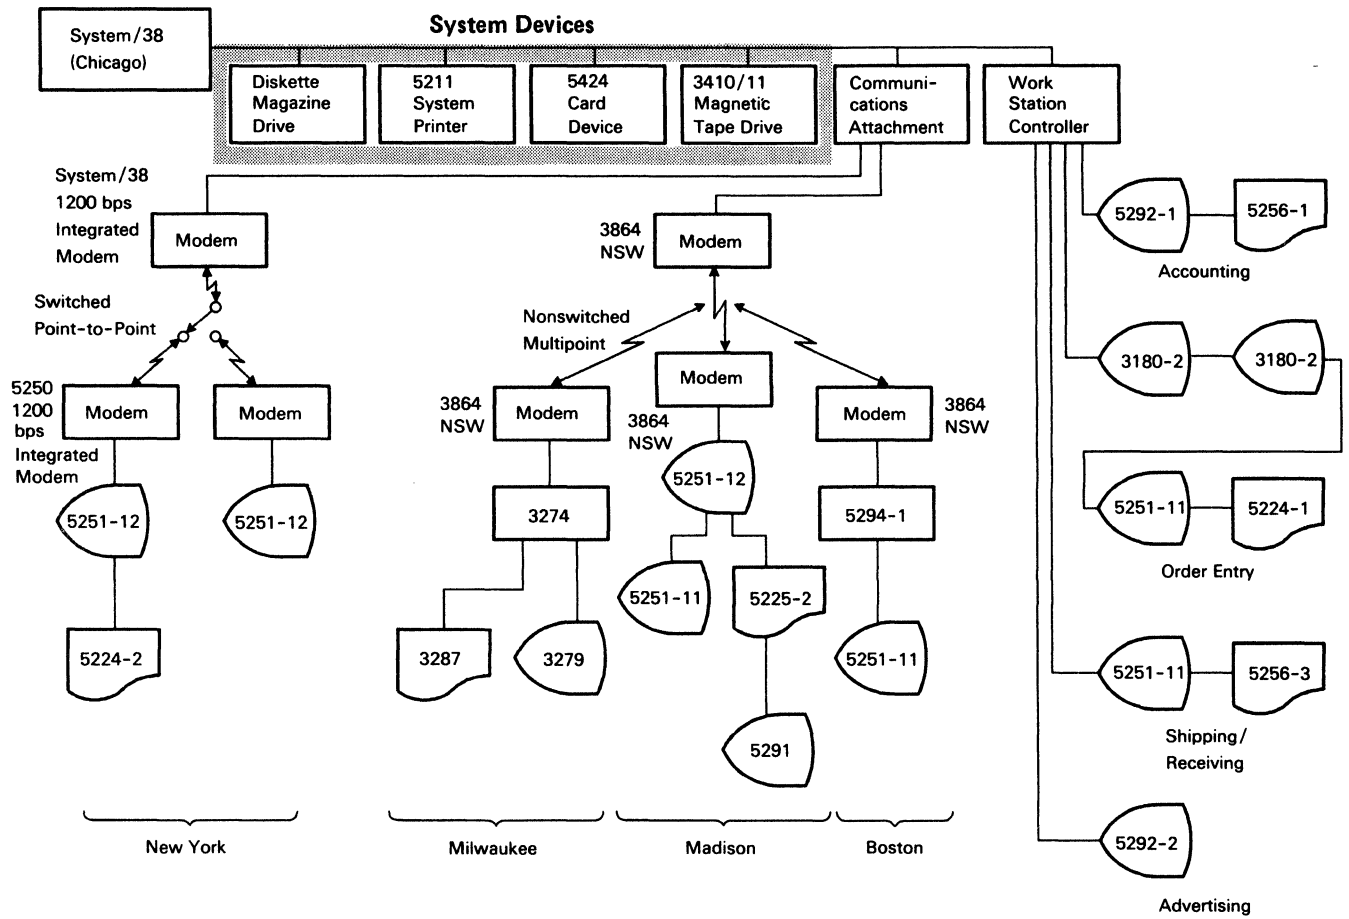 System Devices
System/38
(Chicago)
Diskette
Magazine
Drive
5211
System
Printer
5424
Card
Device
3410/11
Magnetic
Tape Drive
Communi-
cations
Attachment
Work
Station
Controller
System/38
1200 bps
Integrated
Modem
Modem
Switched
Point-to-Point
5250
1200
bps
Integrated
Modem
Modem
Modem
5251-12
5251-12
5224-2
New York
3864
NSW
Modem
Nonswitched
Multipoint
3864
NSW
Modem
3274
3287
3279
Milwaukee
Modem
3864
NSW
5251-12
5251-11
5225-2
5291
Madison
Modem
3864
NSW
5294-1
5251-11
Boston
5292-1
5256-1
Accounting
3180-2
3180-2
5251-11
5224-1
Order Entry
5251-11
5256-3
Shipping/
Receiving
5292-2
Advertising